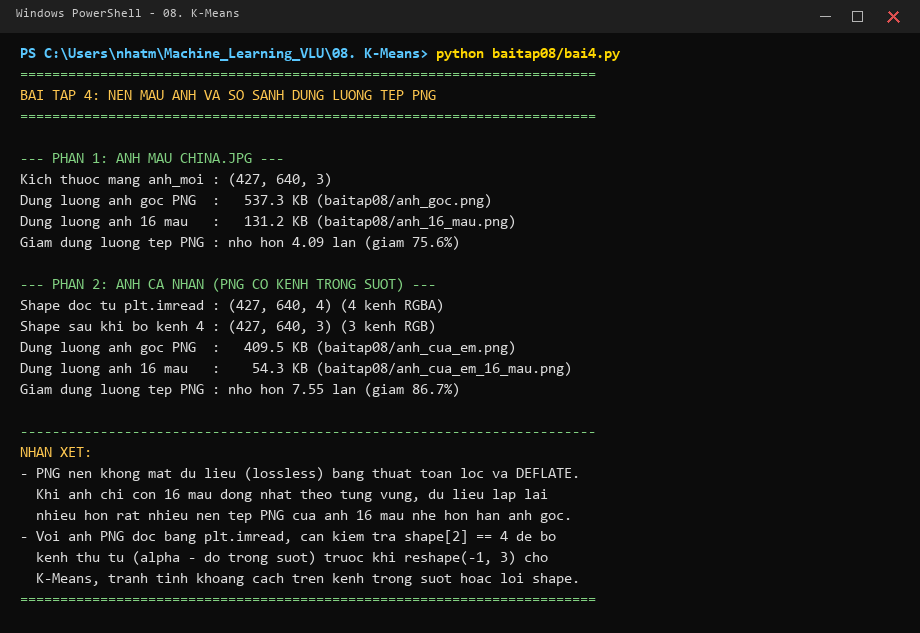 Windows PowerShell - 08. K-Means
PS C:\Users\nhatm\Machine_Learning_VLU\08. K-Means> python baitap08/bai4.py
========================================================================
BAI TAP 4: NEN MAU ANH VA SO SANH DUNG LUONG TEP PNG
========================================================================
--- PHAN 1: ANH MAU CHINA.JPG ---
Kich thuoc mang anh_moi : (427, 640, 3)
Dung luong anh goc PNG  :   537.3 KB (baitap08/anh_goc.png)
Dung luong anh 16 mau   :   131.2 KB (baitap08/anh_16_mau.png)
Giam dung luong tep PNG : nho hon 4.09 lan (giam 75.6%)
--- PHAN 2: ANH CA NHAN (PNG CO KENH TRONG SUOT) ---
Shape doc tu plt.imread : (427, 640, 4) (4 kenh RGBA)
Shape sau khi bo kenh 4 : (427, 640, 3) (3 kenh RGB)
Dung luong anh goc PNG  :   409.5 KB (baitap08/anh_cua_em.png)
Dung luong anh 16 mau   :    54.3 KB (baitap08/anh_cua_em_16_mau.png)
Giam dung luong tep PNG : nho hon 7.55 lan (giam 86.7%)
------------------------------------------------------------------------
NHAN XET:
- PNG nen khong mat du lieu (lossless) bang thuat toan loc va DEFLATE.
  Khi anh chi con 16 mau dong nhat theo tung vung, du lieu lap lai
  nhieu hon rat nhieu nen tep PNG cua anh 16 mau nhe hon han anh goc.
- Voi anh PNG doc bang plt.imread, can kiem tra shape[2] == 4 de bo
  kenh thu tu (alpha - do trong suot) truoc khi reshape(-1, 3) cho
  K-Means, tranh tinh khoang cach tren kenh trong suot hoac loi shape.
========================================================================